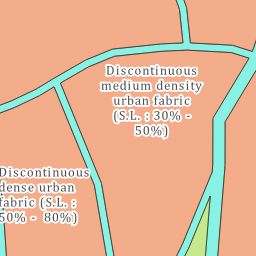 Discontinuous
medium density
urban fabric
(S.L. : 30% -
50%)
Discontinuous
dense urban
fabric (S.L. :
50% - 80%)